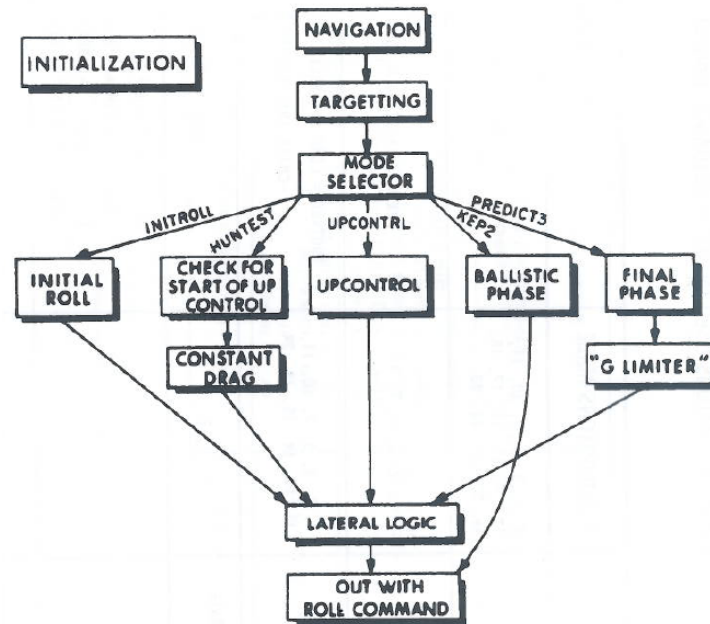 NAVIGATION
INITIALIZATION
TARGETTING
MODE
SELECTOR
INITROLL
HUNTEST
UPCONTRL
KEP2
PREDICT3
INITIAL
ROLL
CHECK FOR
START OF UP
CONTROL
UPCONTROL
BALLISTIC
PHASE
FINAL
PHASE
CONSTANT
DRAG
"G LIMITER"
LATERAL LOGIC
OUT WITH
ROLL COMMAND